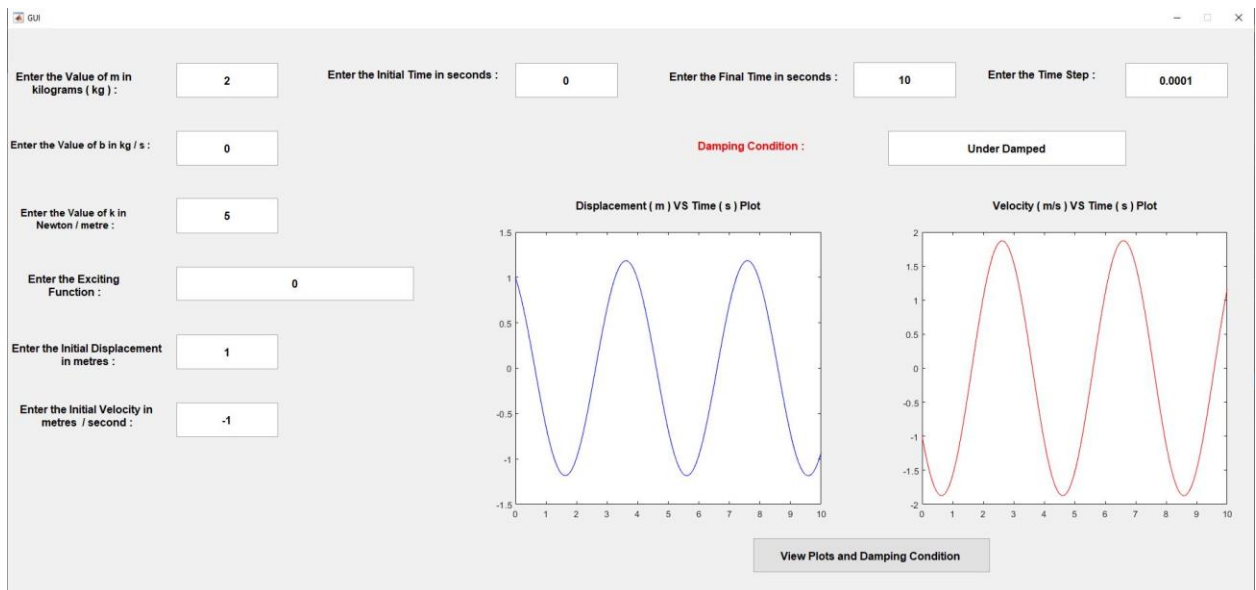 GUI
Enter the Value of m in
kilograms ( kg ) :
2
Enter the Initial Time in seconds :
0
Enter the Final Time in seconds :
10
Enter the Time Step :
0.0001
Enter the Value of b in kg / s :
0
Damping Condition :
Under Damped
Enter the Value of k in
Newton / metre :
5
Enter the Exciting
Function :
0
Enter the Initial Displacement
in metres :
1
Enter the Initial Velocity in
metres / second :
-1
Displacement ( m ) VS Time ( s ) Plot
1.5
1
0.5
0
-0.5
-1
-1.5
0 1 2 3 4 5 6 7 8 9 10
Velocity ( m/s ) VS Time ( s ) Plot
2
1.5
1
0.5
0
-0.5
-1
-1.5
-2
0 1 2 3 4 5 6 7 8 9 10
View Plots and Damping Condition